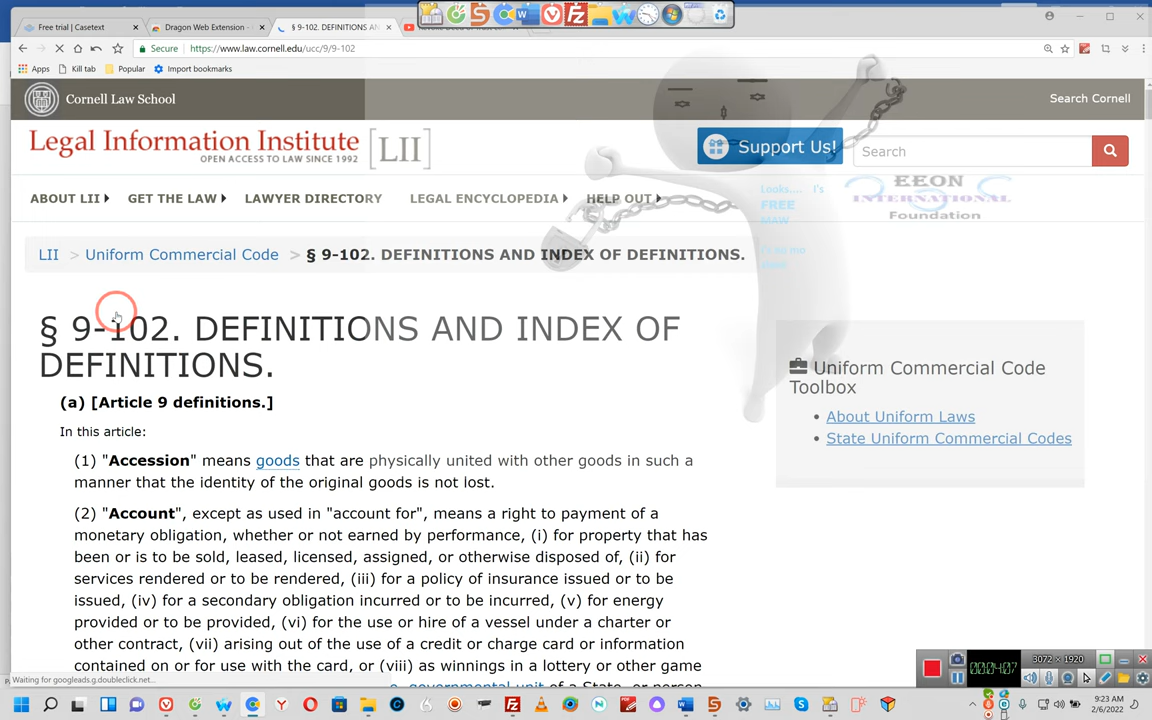 Free trial | Casetext
Dragon Web Extension -
§ 9-102. DEFINITIONS AND
Secure
https://www.law.cornell.edu/ucc/9/9-102
Apps
Kill tab
Popular
Import bookmarks
Cornell Law School
Search Cornell
Legal Information Institute [LII]
OPEN ACCESS TO LAW SINCE 1992
Support Us!
Search
ABOUT LII
GET THE LAW
LAWYER DIRECTORY
LEGAL ENCYCLOPEDIA
HELP OUT
Looks.... I's
FREE
EEON
INTERNATIONAL
Foundation
LII > Uniform Commercial Code > § 9-102. DEFINITIONS AND INDEX OF DEFINITIONS.
§ 9-102. DEFINITIONS AND INDEX OF
DEFINITIONS.
Uniform Commercial Code
Toolbox
• About Uniform Laws
• State Uniform Commercial Codes
(a) [Article 9 definitions.]
In this article:
(1) "Accession" means goods that are physically united with other goods in such a
manner that the identity of the original goods is not lost.
(2) "Account", except as used in "account for", means a right to payment of a
monetary obligation, whether or not earned by performance, (i) for property that has
been or is to be sold, leased, licensed, assigned, or otherwise disposed of, (ii) for
services rendered or to be rendered, (iii) for a policy of insurance issued or to be
issued, (iv) for a secondary obligation incurred or to be incurred, (v) for energy
provided or to be provided, (vi) for the use or hire of a vessel under a charter or
other contract, (vii) arising out of the use of a credit or charge card or information
contained on or for use with the card, or (viii) as winnings in a lottery or other game
governmental unit of a State, or person
Waiting for googleads.g.doubleclick.net...
3072 × 1920
00:04:07
9:23 AM
2/6/2022